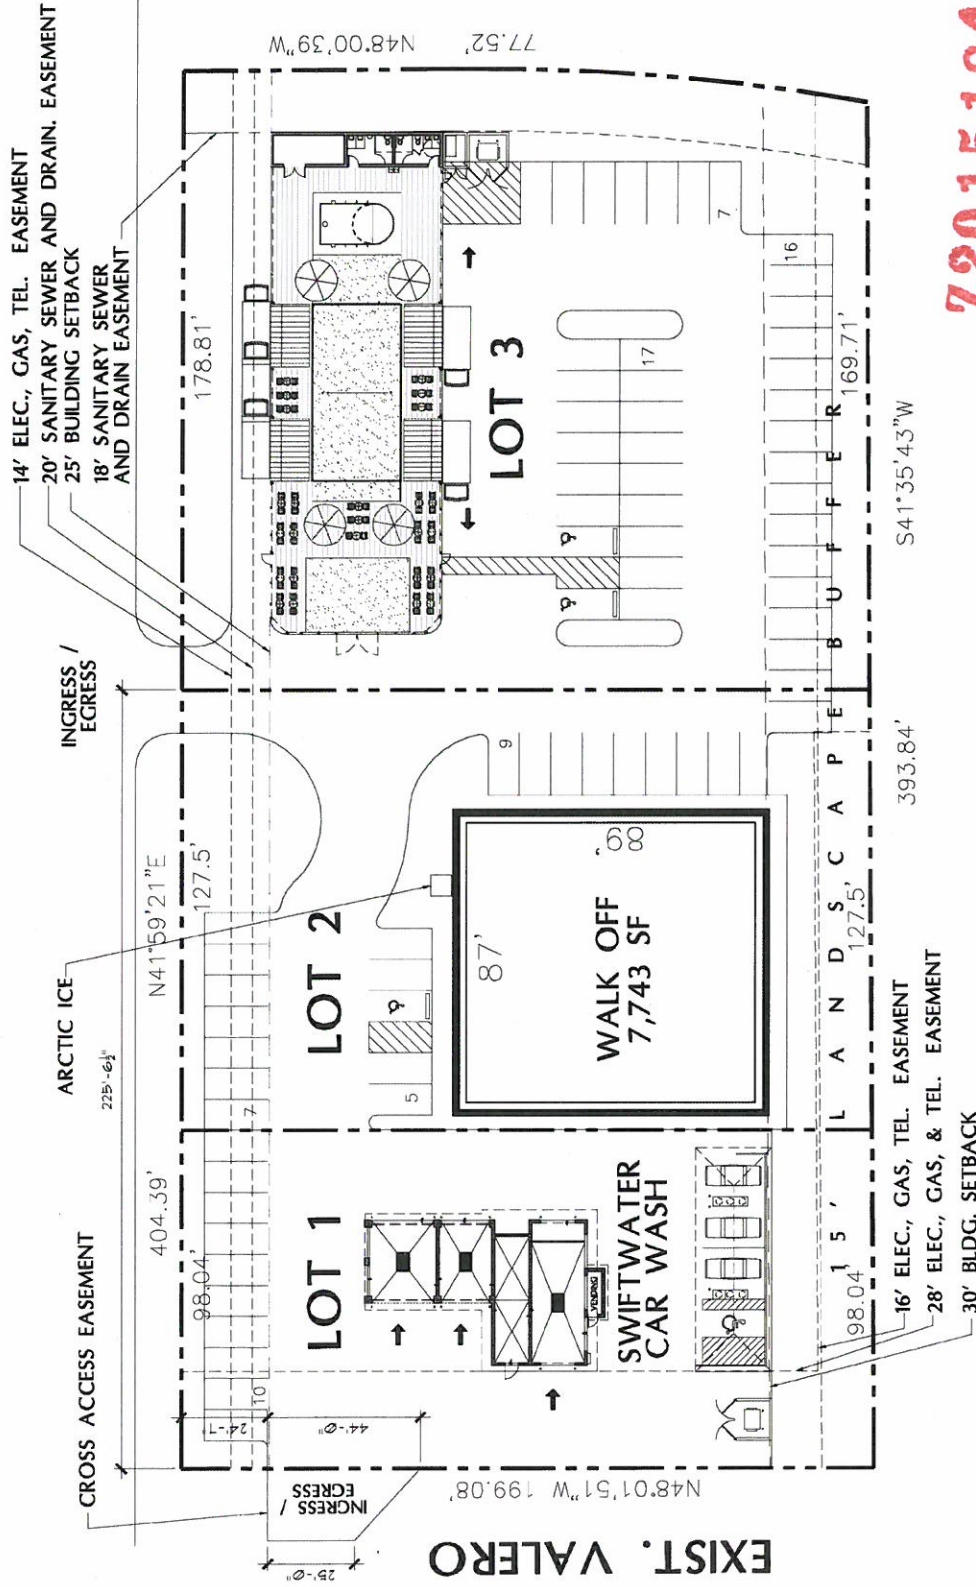 14' ELEC., GAS, TEL. EASEMENT
20' SANITARY SEWER AND DRAIN. EASEMENT
25' BUILDING SETBACK
18' SANITARY SEWER
AND DRAIN EASEMENT
INGRESS /
EGRESS
ARCTIC ICE
225'-6½"
CROSS ACCESS EASEMENT
404.39'
N41°59'21"E
98.04'
127.5'
178.81'
N48°00'39"W
77.52'
24'-1"
44'-0"
25'-0"
INGRESS /
EGRESS
10
7
LOT 1
LOT 2
LOT 3
5
9
17
7
16
87'
89'
WALK OFF
7,743 SF
VENDING
SWIFTWATER
CAR WASH
EXIST. VALERO
N48°01'51"W 199.08'
15' LANDSCAPE BUFFER
98.04'
127.5'
169.71'
393.84'
S41°35'43"W
16' ELEC., GAS, TEL. EASEMENT
28' ELEC., GAS, & TEL. EASEMENT
30' BLDG. SETBACK